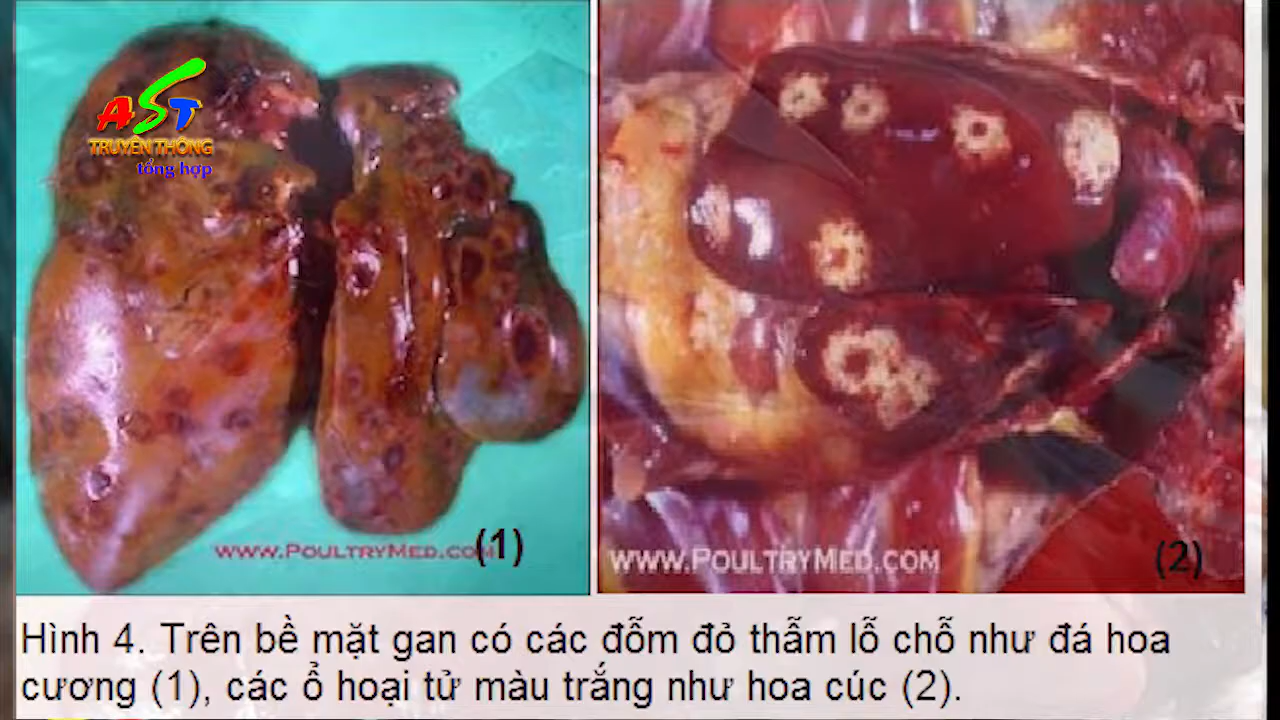 AST
TRUYỀN THÔNG
tổng hợp
www.PoultryMed.com
(1)
www.PoultryMed.com
(2)
Hình 4. Trên bề mặt gan có các đỗm đỏ thẫm lỗ chỗ như đá hoa
cương (1), các ổ hoại tử màu trắng như hoa cúc (2).